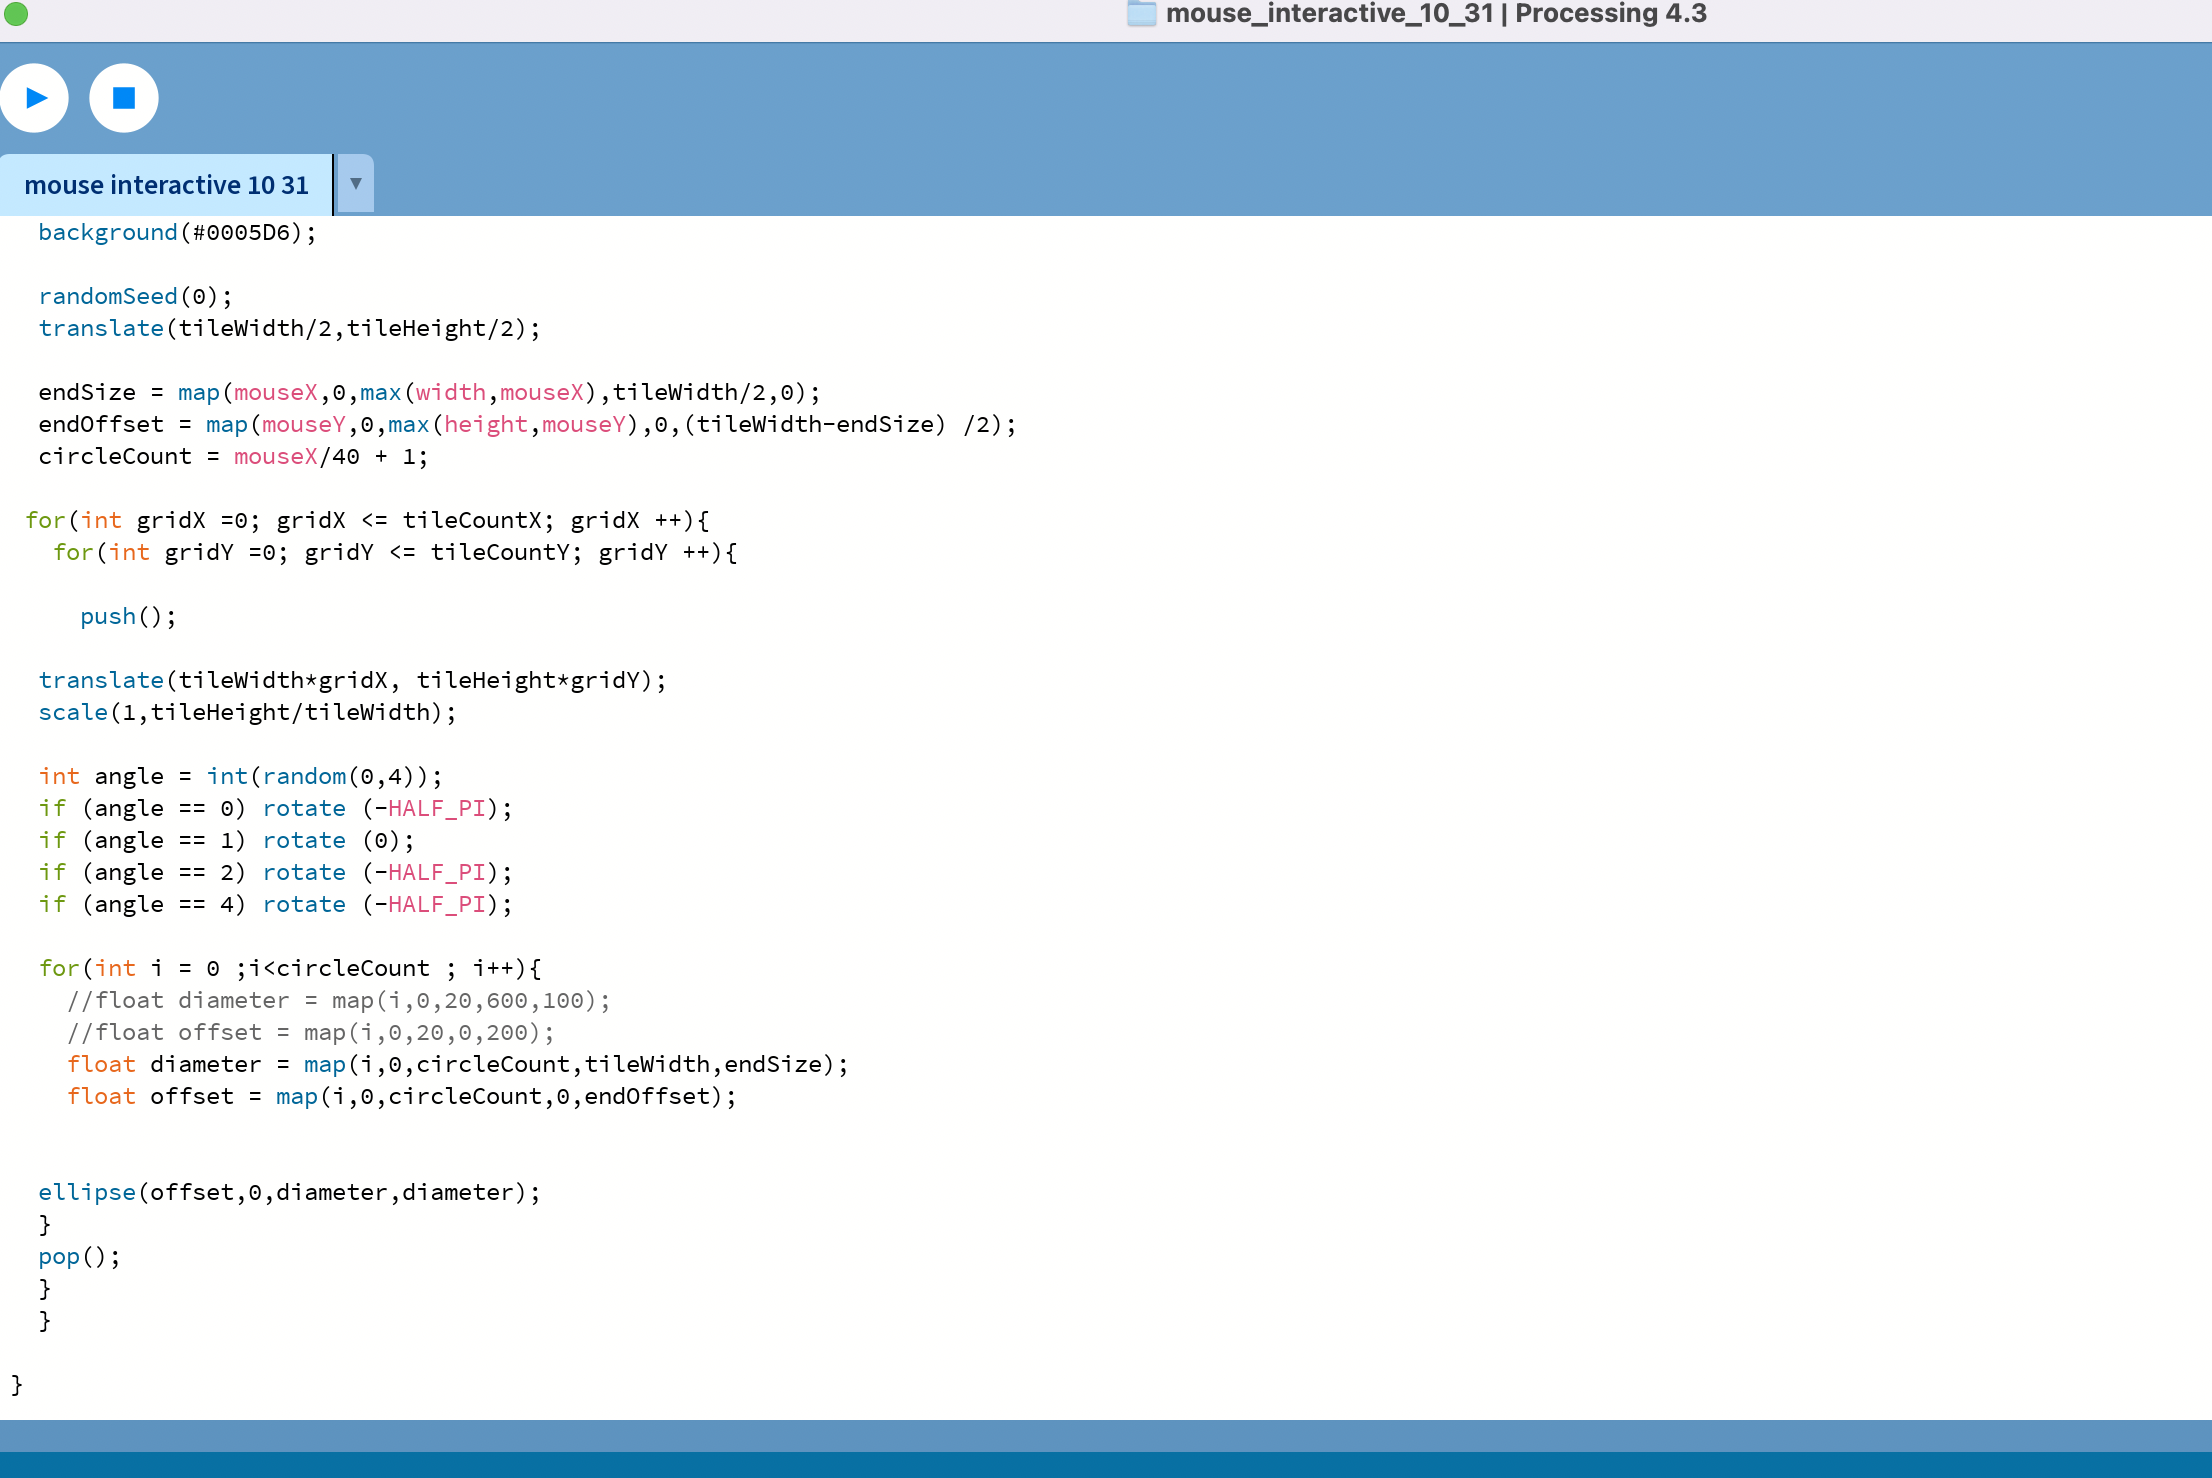 mouse_interactive_10_31 | Processing 4.3
mouse interactive 10 31
background(#0005D6);
randomSeed(0);
translate(tileWidth/2,tileHeight/2);
endSize = map(mouseX,0,max(width,mouseX),tileWidth/2,0);
endOffset = map(mouseY,0,max(height,mouseY),0,(tileWidth-endSize) /2);
circleCount = mouseX/40 + 1;
for(int gridX =0; gridX <= tileCountX; gridX ++){
for(int gridY =0; gridY <= tileCountY; gridY ++){
push();
translate(tileWidth*gridX, tileHeight*gridY);
scale(1,tileHeight/tileWidth);
int angle = int(random(0,4));
if (angle == 0) rotate (-HALF_PI);
if (angle == 1) rotate (0);
if (angle == 2) rotate (-HALF_PI);
if (angle == 4) rotate (-HALF_PI);
for(int i = 0 ;i<circleCount ; i++){
//float diameter = map(i,0,20,600,100);
//float offset = map(i,0,20,0,200);
float diameter = map(i,0,circleCount,tileWidth,endSize);
float offset = map(i,0,circleCount,0,endOffset);
ellipse(offset,0,diameter,diameter);
}
pop();
}
}
}